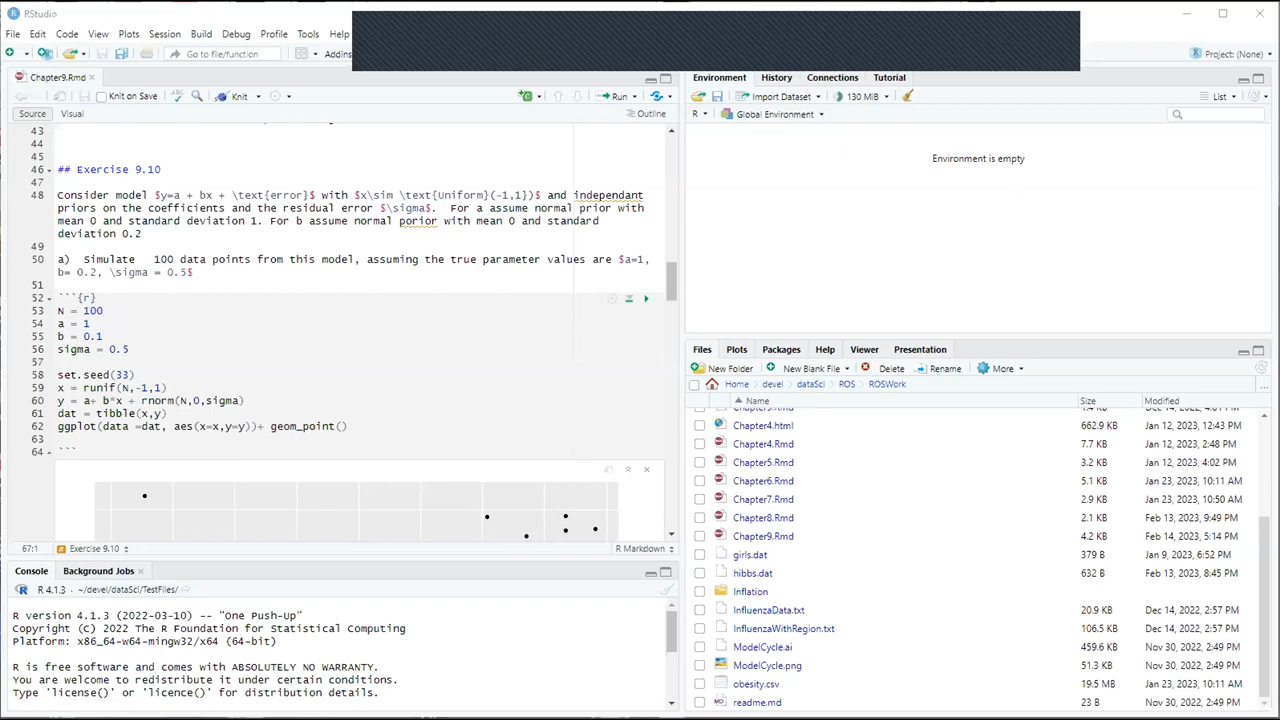 RStudio
File Edit Code View Plots Session Build Debug Profile Tools Help
Go to file/function Addins Project: (None)
Chapter9.Rmd
Knit on Save Knit Run
Source Visual Outline
43
44
45
46 ## Exercise 9.10
47
48 Consider model $y=a + bx + \text{error}$ with $x\sim \text{Uniform}(-1,1})$ and independant
priors on the coefficients and the residual error $\sigma$. For a assume normal prior with
mean 0 and standard deviation 1. For b assume normal porior with mean 0 and standard
deviation 0.2
49
50 a) Simulate 100 data points from this model, assuming the true parameter values are $a=1,
b= 0.2, \sigma = 0.5$
51
52 ```{r}
53 N = 100
54 a = 1
55 b = 0.1
56 sigma = 0.5
57
58 set.seed(33)
59 x = runif(N,-1,1)
60 y = a+ b*x + rnorm(N,0,sigma)
61 dat = tibble(x,y)
62 ggplot(data =dat, aes(x=x,y=y))+ geom_point()
63
64 ```
67:1 Exercise 9.10 R Markdown
Console Background Jobs
R 4.1.3 · ~/devel/dataSci/TestFiles/
R version 4.1.3 (2022-03-10) -- "One Push-Up"
Copyright (C) 2022 The R Foundation for Statistical Computing
Platform: x86_64-w64-mingw32/x64 (64-bit)
R is free software and comes with ABSOLUTELY NO WARRANTY.
You are welcome to redistribute it under certain conditions.
Type 'license()' or 'licence()' for distribution details.
Environment History Connections Tutorial
Import Dataset 130 MiB List
R Global Environment
Environment is empty
Files Plots Packages Help Viewer Presentation
New Folder New Blank File Delete Rename More
Home devel dataSci ROS ROSWork
Name Size Modified
Chapter4.html 662.9 KB Jan 12, 2023, 12:43 PM
Chapter4.Rmd 7.7 KB Jan 12, 2023, 2:48 PM
Chapter5.Rmd 3.2 KB Jan 12, 2023, 4:02 PM
Chapter6.Rmd 5.1 KB Jan 23, 2023, 10:11 AM
Chapter7.Rmd 2.9 KB Jan 23, 2023, 10:50 AM
Chapter8.Rmd 2.1 KB Feb 13, 2023, 9:49 PM
Chapter9.Rmd 4.2 KB Feb 14, 2023, 5:14 PM
girls.dat 379 B Jan 9, 2023, 6:52 PM
hibbs.dat 632 B Feb 13, 2023, 8:45 PM
Inflation
InfluenzaData.txt 20.9 KB Dec 14, 2022, 2:57 PM
InfluenzaWithRegion.txt 106.5 KB Dec 14, 2022, 2:57 PM
ModelCycle.ai 459.6 KB Nov 30, 2022, 2:49 PM
ModelCycle.png 51.3 KB Nov 30, 2022, 2:49 PM
obesity.csv 19.5 MB Jan 23, 2023, 10:11 AM
readme.md 23 B Nov 30, 2022, 2:49 PM